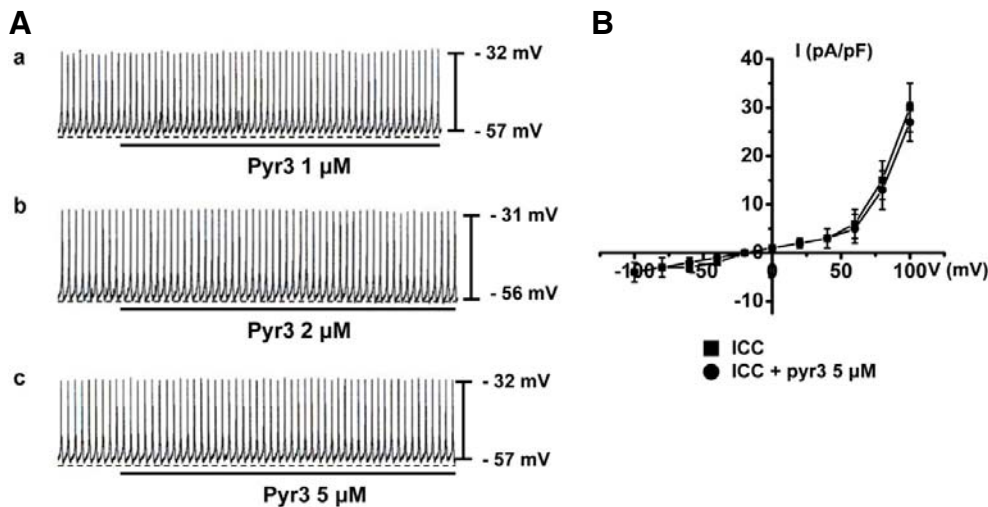 A
a
- 32 mV
- 57 mV
Pyr3 1 μM
b
- 31 mV
- 56 mV
Pyr3 2 μM
c
- 32 mV
- 57 mV
Pyr3 5 μM
B
I (pA/pF)
40
30
20
10
0
-10
-100
-50
0
50
100
V (mV)
ICC
ICC + pyr3 5 μM